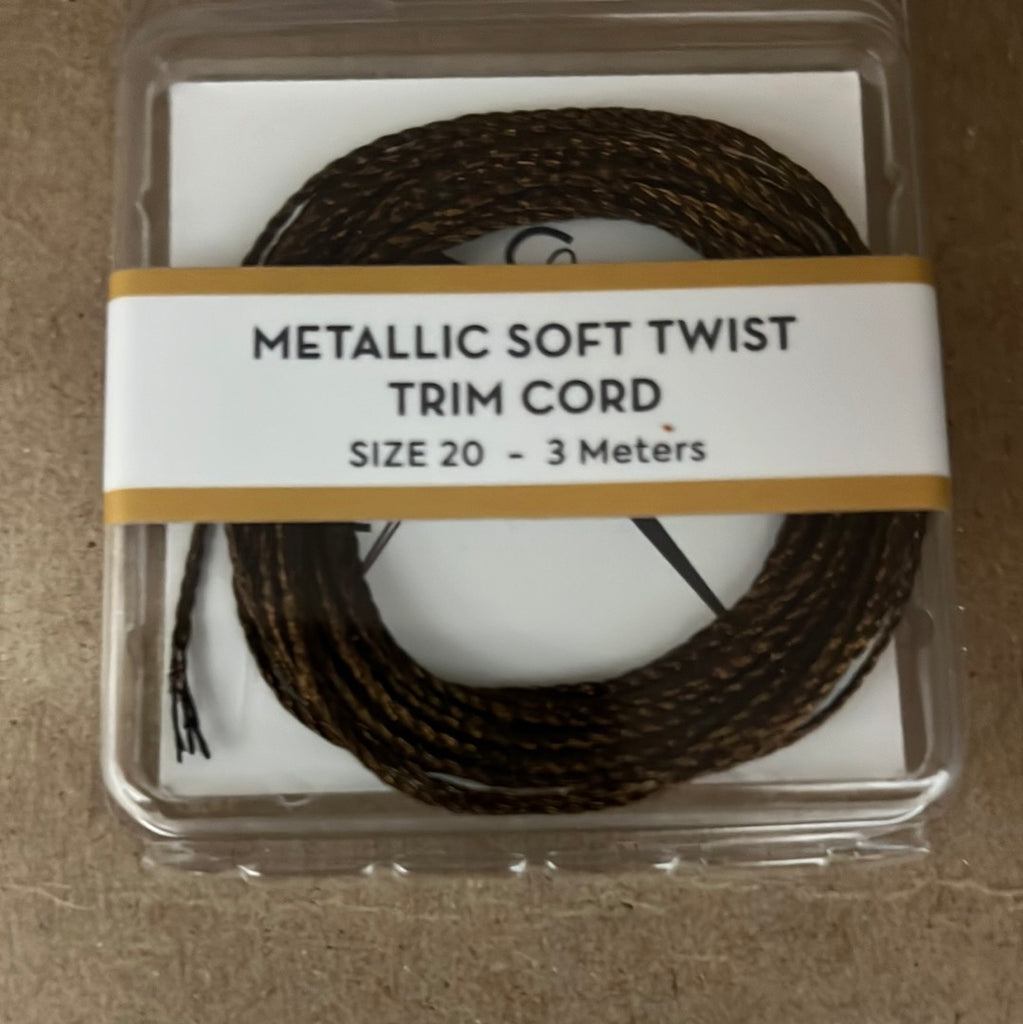 METALLIC SOFT TWIST
TRIM CORD
SIZE 20 - 3 Meters